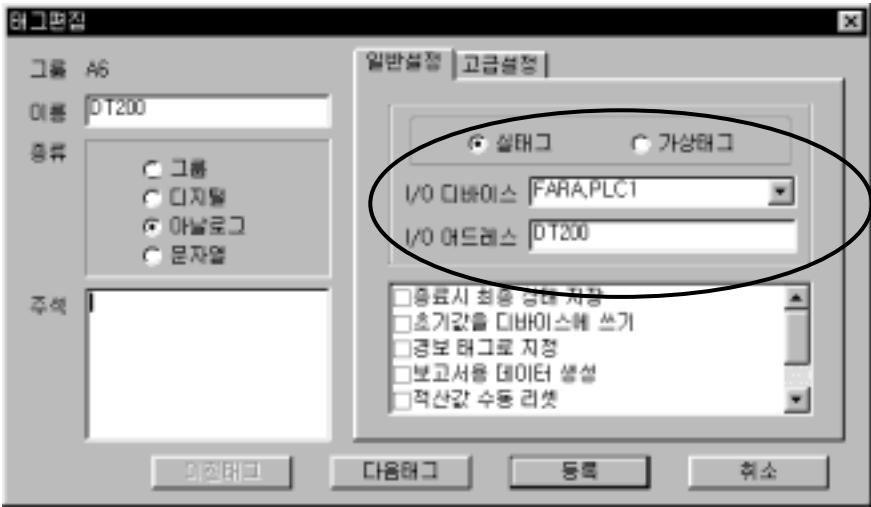 태그편집
그룹 A6
이름 DT200
종류
그룹
디지털
아날로그
문자열
주석
일반설정 고급설정
실태그 가상태그
I/O 디바이스 FARA,PLC1
I/O 어드레스 DT200
종료시 최종 상태 저장
초기값을 디바이스에 쓰기
경보 태그로 지정
보고서용 데이터 생성
적산값 수동 리셋
이전태그 다음태그 등록 취소